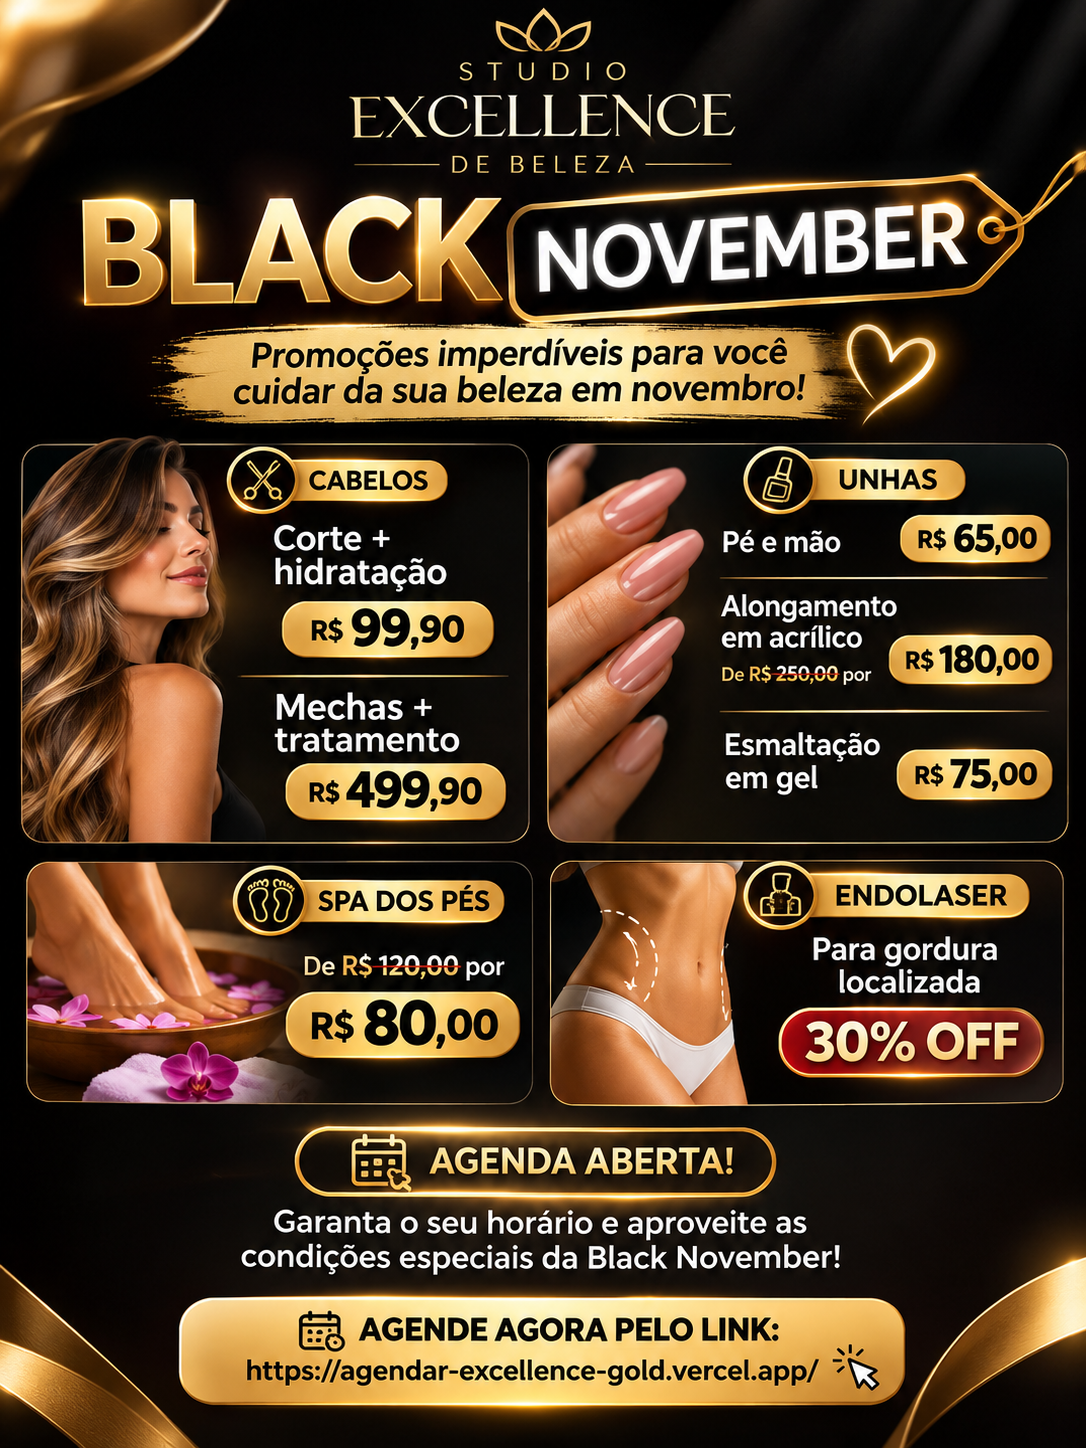 STUDIO
EXCELLENCE
DE BELEZA
BLACK
NOVEMBER
Promoções imperdíveis para você
cuidar da sua beleza em novembro!
CABELOS
Corte +
hidratação
R$ 99,90
Mechas +
tratamento
R$ 499,90
UNHAS
Pé e mão
R$ 65,00
Alongamento
em acrílico
De R$ 250,00 por
R$ 180,00
Esmaltação
em gel
R$ 75,00
SPA DOS PÉS
De R$ 120,00 por
R$ 80,00
ENDOLASER
Para gordura
localizada
30% OFF
AGENDA ABERTA!
Garanta o seu horário e aproveite as
condições especiais da Black November!
AGENDE AGORA PELO LINK:
https://agendar-excellence-gold.vercel.app/